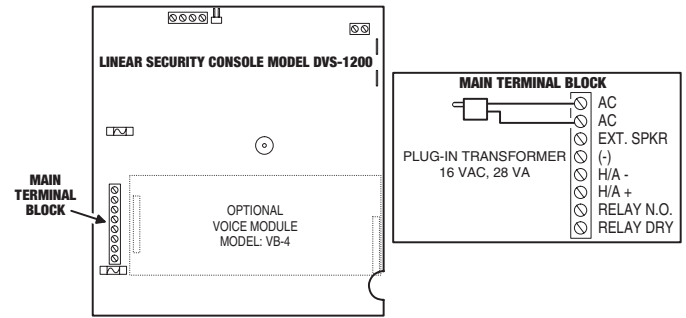 LINEAR SECURITY CONSOLE MODEL DVS-1200
MAIN
TERMINAL
BLOCK
OPTIONAL
VOICE MODULE
MODEL: VB-4
MAIN TERMINAL BLOCK
AC
AC
EXT. SPKR
PLUG-IN TRANSFORMER
16 VAC, 28 VA
(-)
H/A -
H/A +
RELAY N.O.
RELAY DRY